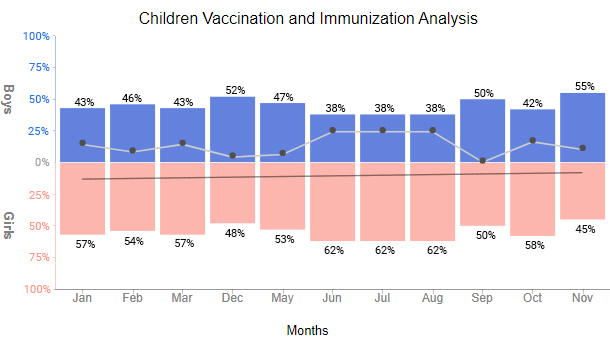 Children Vaccination and Immunization Analysis
100%
75%
50%
25%
0%
25%
50%
75%
100%
Boys
Girls
43% 46% 43% 52% 47% 38% 38% 38% 50% 42% 55%
57% 54% 57% 48% 53% 62% 62% 62% 50% 58% 45%
Jan Feb Mar Dec May Jun Jul Aug Sep Oct Nov
Months